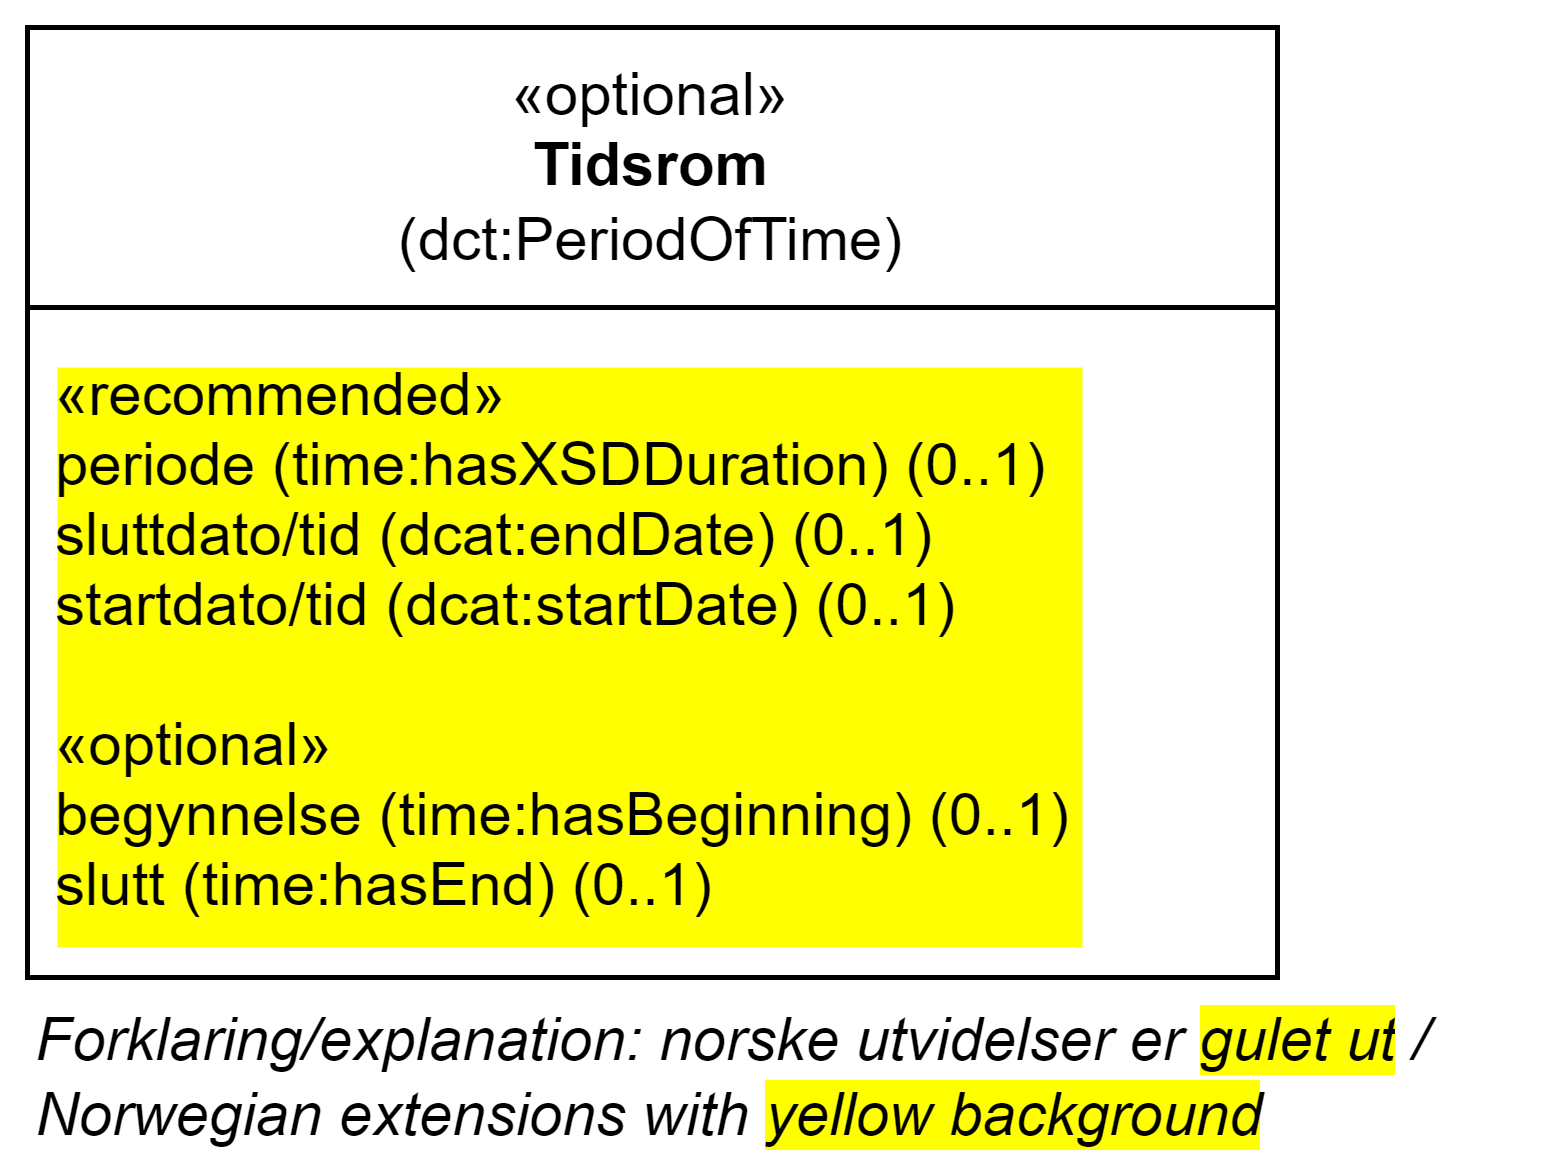 «optional»
Tidsrom
(dct:PeriodOfTime)
«recommended»
periode (time:hasXSDDuration) (0..1)
sluttdato/tid (dcat:endDate) (0..1)
startdato/tid (dcat:startDate) (0..1)
«optional»
begynnelse (time:hasBeginning) (0..1)
slutt (time:hasEnd) (0..1)
Forklaring/explanation: norske utvidelser er gulet ut /
Norwegian extensions with yellow background